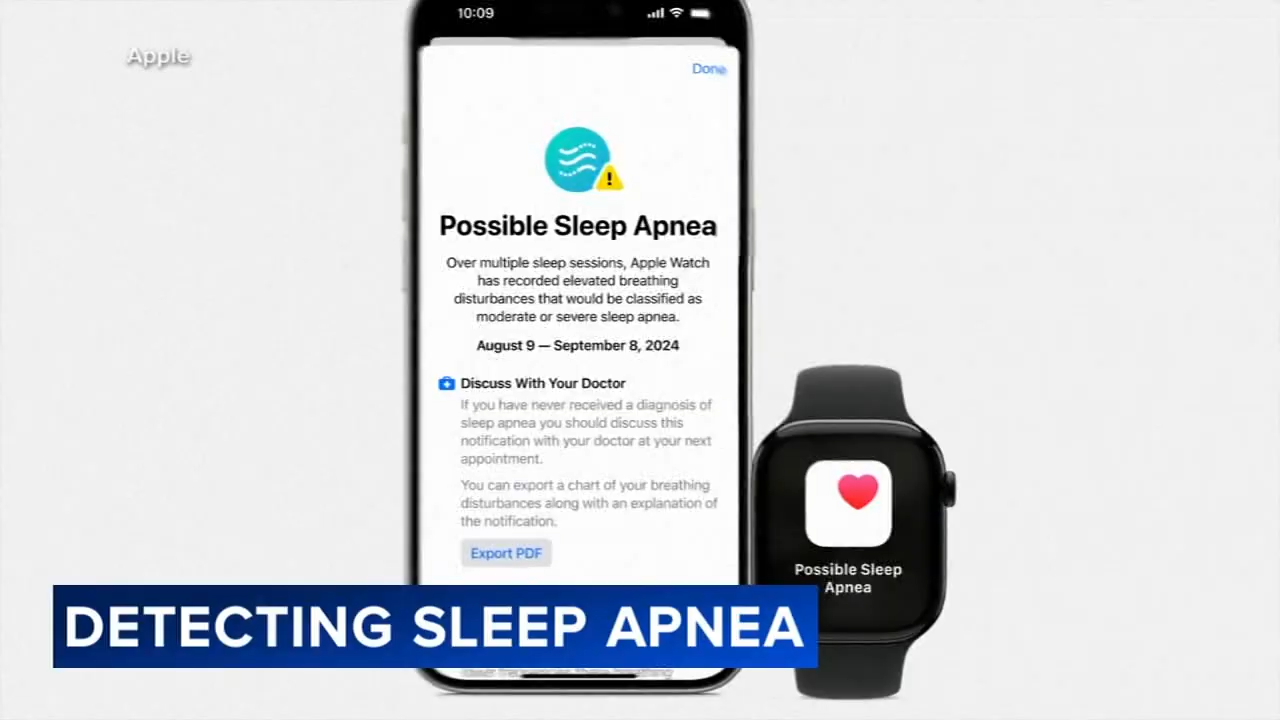 10:09
Apple
Done
Possible Sleep Apnea
Over multiple sleep sessions, Apple Watch
has recorded elevated breathing
disturbances that would be classified as
moderate or severe sleep apnea.
August 9 — September 8, 2024
Discuss With Your Doctor
If you have never received a diagnosis of
sleep apnea you should discuss this
notification with your doctor at your next
appointment.
You can export a chart of your breathing
disturbances along with an explanation of
the notification.
Export PDF
Possible Sleep
Apnea
DETECTING SLEEP APNEA